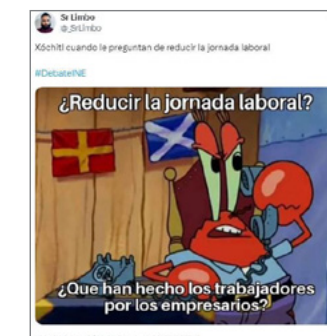 Sr Limbo
@_SrLimbo
Xóchitl cuando le preguntan de reducir la jornada laboral
#DebateINE
¿Reducir la jornada laboral?
¿Que han hecho los trabajadores
por los empresarios?